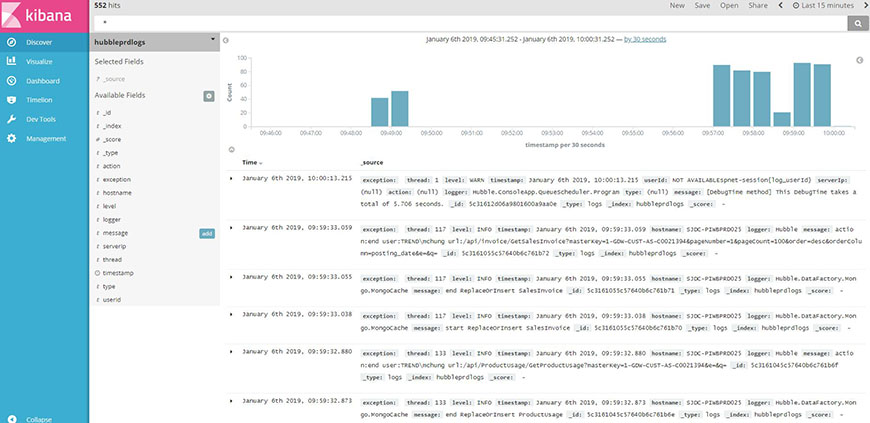 kibana
552 hits
New Save Open Share Last 15 minutes
*
Discover
Visualize
Dashboard
Timelion
Dev Tools
Management
Collapse
hubbleprdlogs
Selected Fields
? _source
Available Fields
t _id
t _index
# _score
t _type
t action
t exception
t hostname
t level
t logger
t message add
t serverip
t thread
timestamp
t type
t userid
January 6th 2019, 09:45:31.252 - January 6th 2019, 10:00:31.252 — by 30 seconds
Count
100
80
60
40
20
0
09:46:00 09:47:00 09:48:00 09:49:00 09:50:00 09:51:00 09:52:00 09:53:00 09:54:00 09:55:00 09:56:00 09:57:00 09:58:00 09:59:00 10:00:00
timestamp per 30 seconds
Time _source
January 6th 2019, 10:00:13.215 exception: thread: 1 level: WARN timestamp: January 6th 2019, 10:00:13.215 userId: NOT AVAILABLEspnet-session[log_userId} serverIp:
(null) action: (null) logger: Hubble.ConsoleApp.QueueScheduler.Program type: (null) message: [DebugTime method] This DebugTime takes a
total of 5.706 seconds. _id: 5c31612d06a9801600a9aa0e _type: logs _index: hubbleprdlogs _score: -
January 6th 2019, 09:59:33.059 exception: thread: 117 level: INFO timestamp: January 6th 2019, 09:59:33.059 hostname: SJDC-PIWBPRD025 logger: Hubble message: actio
n:end user:TREND\mchung url:/api/invoice/GetSalesInvoice?masterKey=1-GDW-CUST-AS-C0021394&pageNumber=1&pageCount=100&order=desc&orderColu
mn=posting_date&e=&q= _id: 5c3161055c57640b6c761b72 _type: logs _index: hubbleprdlogs _score: -
January 6th 2019, 09:59:33.055 exception: thread: 117 level: INFO timestamp: January 6th 2019, 09:59:33.055 hostname: SJDC-PIWBPRD025 logger: Hubble.DataFactory.Mon
go.MongoCache message: end ReplaceOrInsert SalesInvoice _id: 5c3161055c57640b6c761b71 _type: logs _index: hubbleprdlogs _score: -
January 6th 2019, 09:59:33.038 exception: thread: 117 level: INFO timestamp: January 6th 2019, 09:59:33.038 hostname: SJDC-PIWBPRD025 logger: Hubble.DataFactory.Mon
go.MongoCache message: start ReplaceOrInsert SalesInvoice _id: 5c3161055c57640b6c761b70 _type: logs _index: hubbleprdlogs _score: -
January 6th 2019, 09:59:32.880 exception: thread: 133 level: INFO timestamp: January 6th 2019, 09:59:32.880 hostname: SJDC-PIWBPRD025 logger: Hubble message: actio
n:end user:TREND\mchung url:/api/ProductUsage/GetProductUsage?masterKey=1-GDW-CUST-AS-C0021394&e=&q= _id: 5c3161045c57640b6c761b6f
_type: logs _index: hubbleprdlogs _score: -
January 6th 2019, 09:59:32.873 exception: thread: 133 level: INFO timestamp: January 6th 2019, 09:59:32.873 hostname: SJDC-PIWBPRD025 logger: Hubble.DataFactory.Mon
go.MongoCache message: end ReplaceOrInsert ProductUsage _id: 5c3161045c57640b6c761b6e _type: logs _index: hubbleprdlogs _score: -